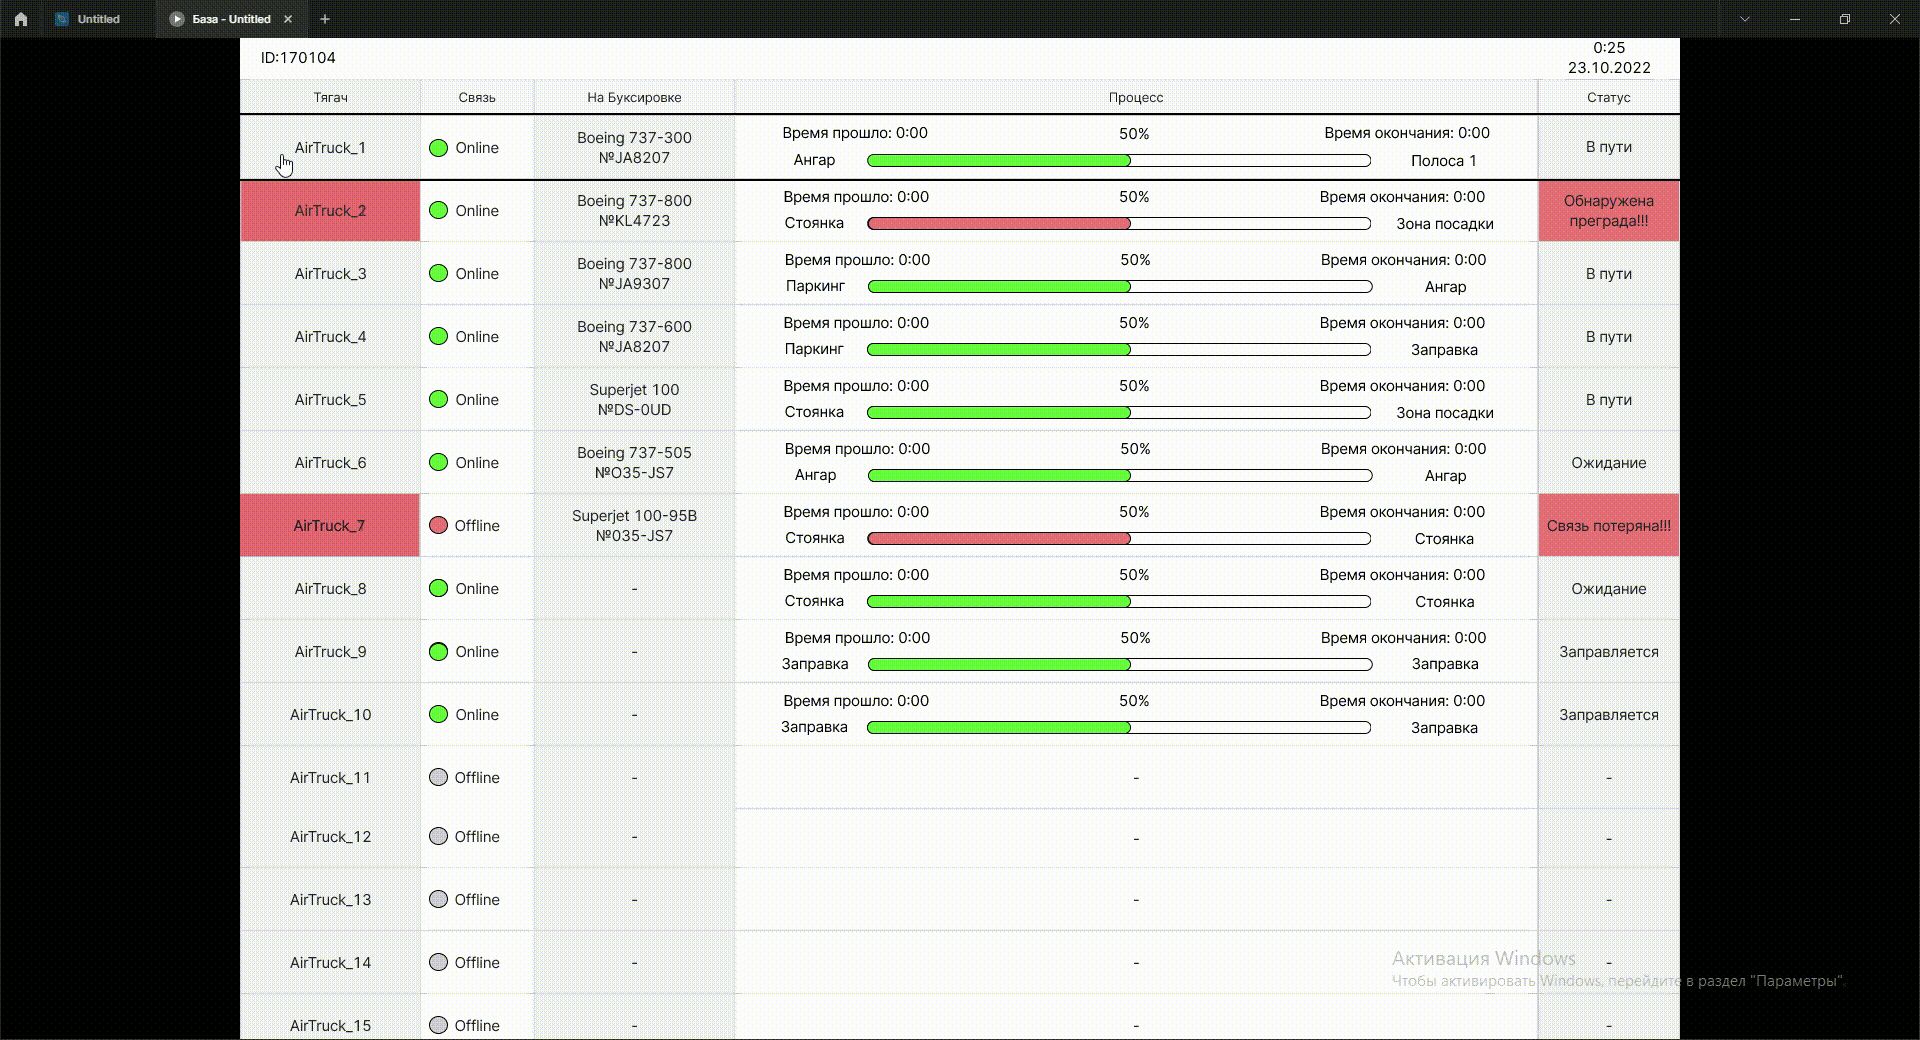 Untitled
База - Untitled
ID:170104
0:25
23.10.2022
Тягач
Связь
На Буксировке
Процесс
Статус
AirTruck_1
Online
Boeing 737-300
№JA8207
Время прошло: 0:00
50%
Время окончания: 0:00
Ангар
Полоса 1
В пути
AirTruck_2
Online
Boeing 737-800
№KL4723
Время прошло: 0:00
50%
Время окончания: 0:00
Стоянка
Зона посадки
Обнаружена
преграда!!!
AirTruck_3
Online
Boeing 737-800
№JA9307
Время прошло: 0:00
50%
Время окончания: 0:00
Паркинг
Ангар
В пути
AirTruck_4
Online
Boeing 737-600
№JA8207
Время прошло: 0:00
50%
Время окончания: 0:00
Паркинг
Заправка
В пути
AirTruck_5
Online
Superjet 100
№DS-0UD
Время прошло: 0:00
50%
Время окончания: 0:00
Стоянка
Зона посадки
В пути
AirTruck_6
Online
Boeing 737-505
№O35-JS7
Время прошло: 0:00
50%
Время окончания: 0:00
Ангар
Ангар
Ожидание
AirTruck_7
Offline
Superjet 100-95B
№035-JS7
Время прошло: 0:00
50%
Время окончания: 0:00
Стоянка
Стоянка
Связь потеряна!!!
AirTruck_8
Online
-
Время прошло: 0:00
50%
Время окончания: 0:00
Стоянка
Стоянка
Ожидание
AirTruck_9
Online
-
Время прошло: 0:00
50%
Время окончания: 0:00
Заправка
Заправка
Заправляется
AirTruck_10
Online
-
Время прошло: 0:00
50%
Время окончания: 0:00
Заправка
Заправка
Заправляется
AirTruck_11
Offline
-
-
-
AirTruck_12
Offline
-
-
-
AirTruck_13
Offline
-
-
-
AirTruck_14
Offline
-
-
-
AirTruck_15
Offline
-
-
-
Активация Windows
Чтобы активировать Windows, перейдите в раздел "Параметры".